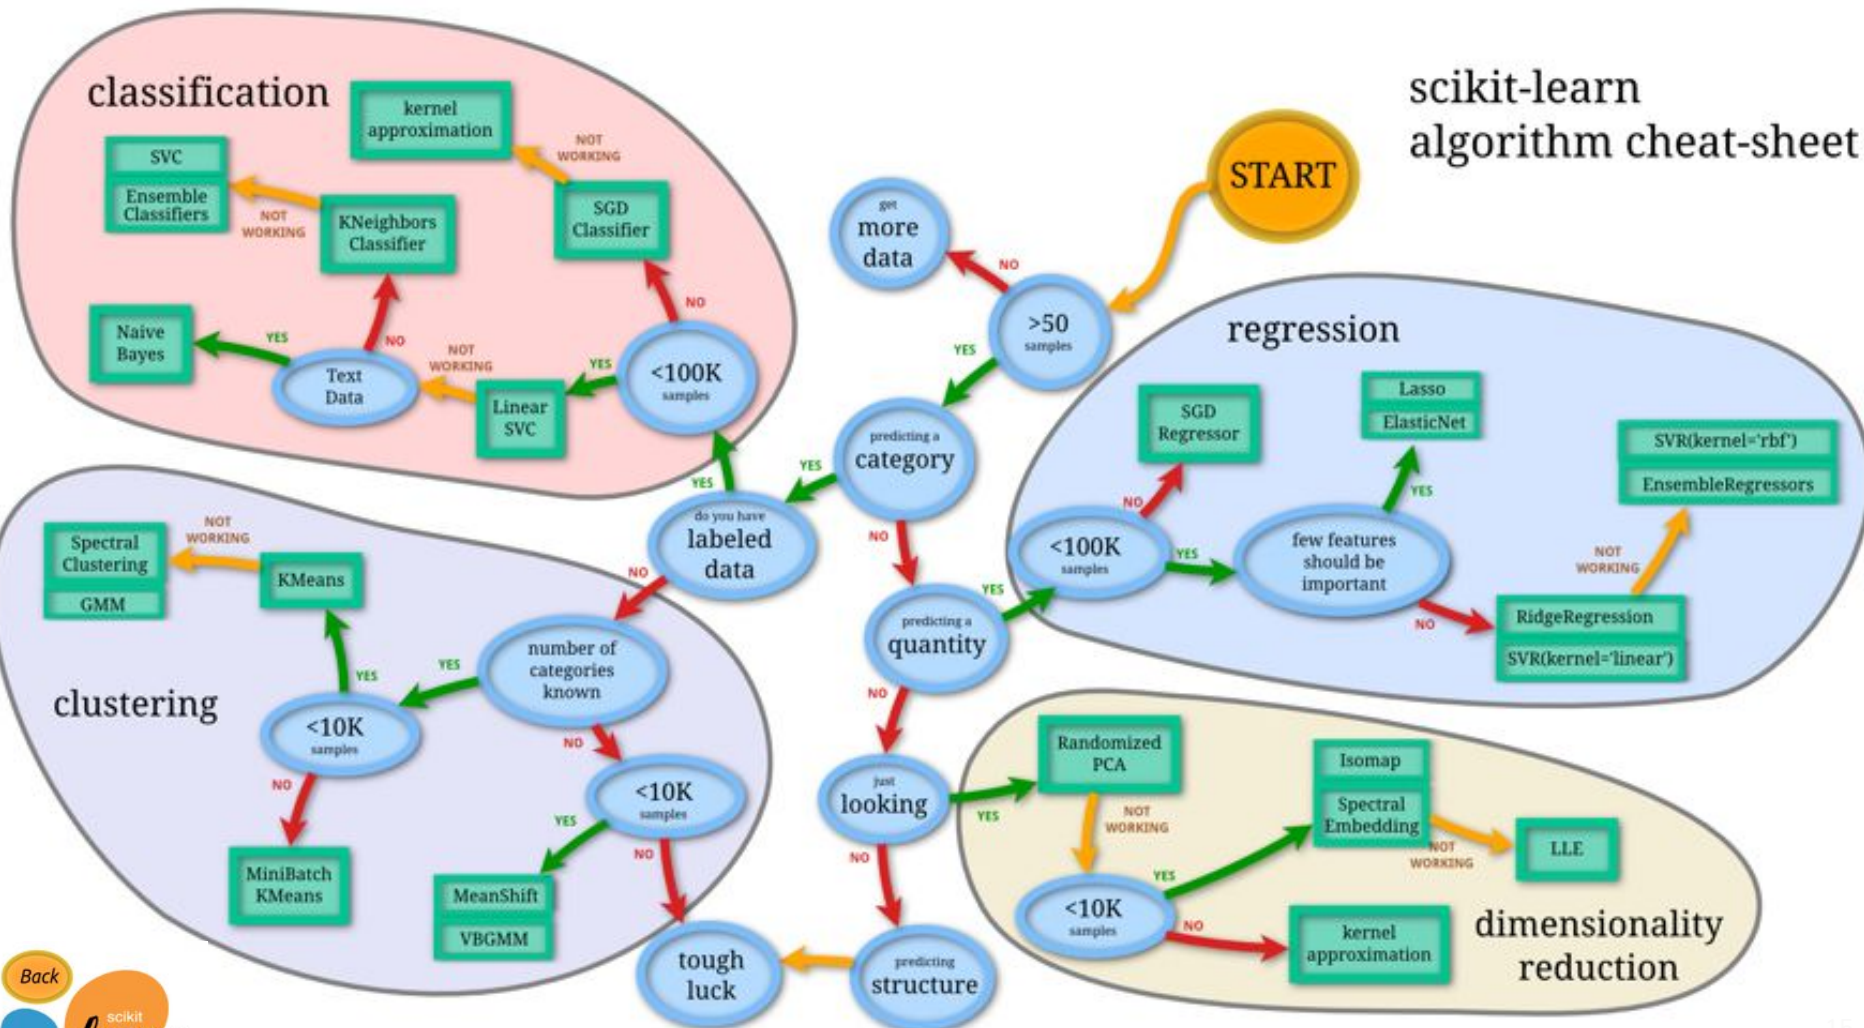 scikit-learn
algorithm cheat-sheet
START
get
more
data
NO
>50
samples
YES
predicting a
category
YES
NO
do you have
labeled
data
YES
NO
predicting a
quantity
YES
NO
just
looking
YES
NO
predicting
structure
tough
luck
classification
kernel
approximation
NOT
WORKING
SVC
Ensemble
Classifiers
NOT
WORKING
KNeighbors
Classifier
SGD
Classifier
NO
Naive
Bayes
YES
NO
Text
Data
NOT
WORKING
Linear
SVC
YES
<100K
samples
regression
SGD
Regressor
Lasso
ElasticNet
SVR(kernel='rbf')
EnsembleRegressors
NO
YES
<100K
samples
YES
few features
should be
important
NOT
WORKING
NO
RidgeRegression
SVR(kernel='linear')
clustering
Spectral
Clustering
GMM
NOT
WORKING
KMeans
YES
<10K
samples
YES
number of
categories
known
NO
NO
<10K
samples
YES
NO
MiniBatch
KMeans
MeanShift
VBGMM
Randomized
PCA
NOT
WORKING
Isomap
Spectral
Embedding
NOT
WORKING
LLE
YES
<10K
samples
NO
kernel
approximation
dimensionality
reduction
Back
scikit